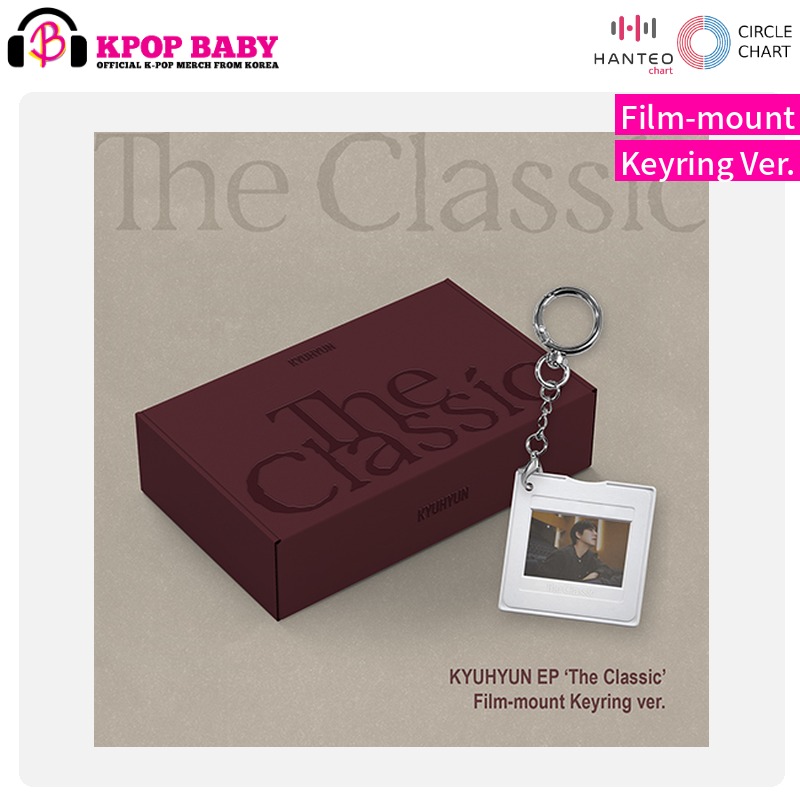 KPOP BABY
OFFICIAL K-POP MERCH FROM KOREA
HANTEO
chart
CIRCLE
CHART
Film-mount
Keyring Ver.
The Classic
KYUHYUN
The
Classic
KYUHYUN
KYUHYUN EP ‘The Classic’
Film-mount Keyring ver.